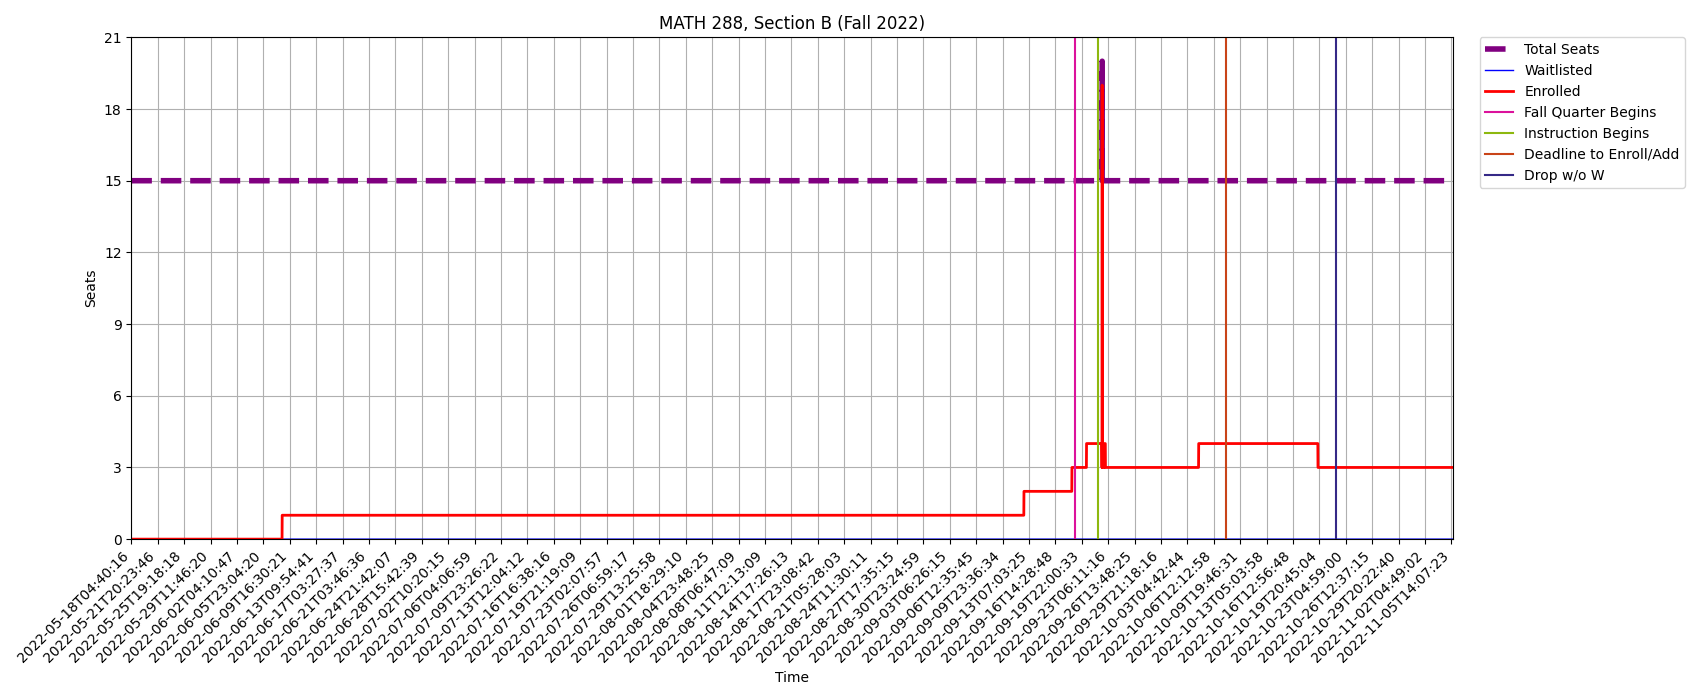 MATH 288, Section B (Fall 2022)
21
18
15
12
9
6
3
0
Seats
2022-05-18T04:40:16
2022-05-21T20:23:46
2022-05-25T19:18:18
2022-05-29T11:46:20
2022-06-02T04:10:47
2022-06-05T23:04:20
2022-06-09T16:30:21
2022-06-13T09:54:41
2022-06-17T03:27:37
2022-06-21T03:46:36
2022-06-24T21:42:07
2022-06-28T15:42:39
2022-07-02T10:20:15
2022-07-06T04:06:59
2022-07-09T23:26:22
2022-07-13T12:04:12
2022-07-16T16:38:16
2022-07-19T21:19:09
2022-07-23T02:07:57
2022-07-26T06:59:17
2022-07-29T13:25:58
2022-08-01T18:29:10
2022-08-04T23:48:25
2022-08-08T06:47:09
2022-08-11T12:13:09
2022-08-14T17:26:13
2022-08-17T23:08:42
2022-08-21T05:28:03
2022-08-24T11:30:11
2022-08-27T17:35:15
2022-08-30T23:24:59
2022-09-03T06:26:15
2022-09-06T12:35:45
2022-09-09T23:36:34
2022-09-13T07:03:25
2022-09-16T14:28:48
2022-09-19T22:00:33
2022-09-23T06:11:16
2022-09-26T13:48:25
2022-09-29T21:18:16
2022-10-03T04:42:44
2022-10-06T12:12:58
2022-10-09T19:46:31
2022-10-13T05:03:58
2022-10-16T12:56:48
2022-10-19T20:45:04
2022-10-23T04:59:00
2022-10-26T12:37:15
2022-10-29T20:22:40
2022-11-02T04:49:02
2022-11-05T14:07:23
Time
Total Seats
Waitlisted
Enrolled
Fall Quarter Begins
Instruction Begins
Deadline to Enroll/Add
Drop w/o W